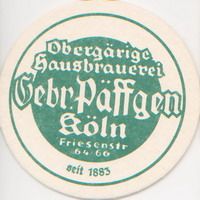 Obergärige
Hausbrauerei
Gebr. Päffgen
Köln
Friesenstr
64-66
seit 1883